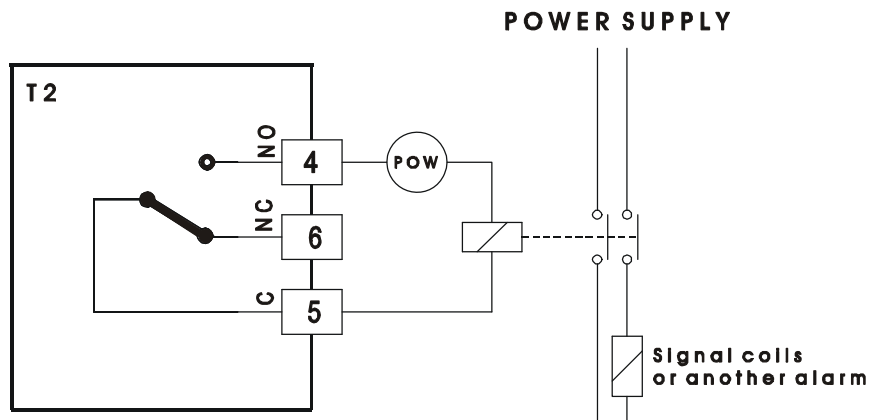 POWER SUPPLY
T2
NO
4
POW
NC
6
C
5
Signal coils
or another alarm